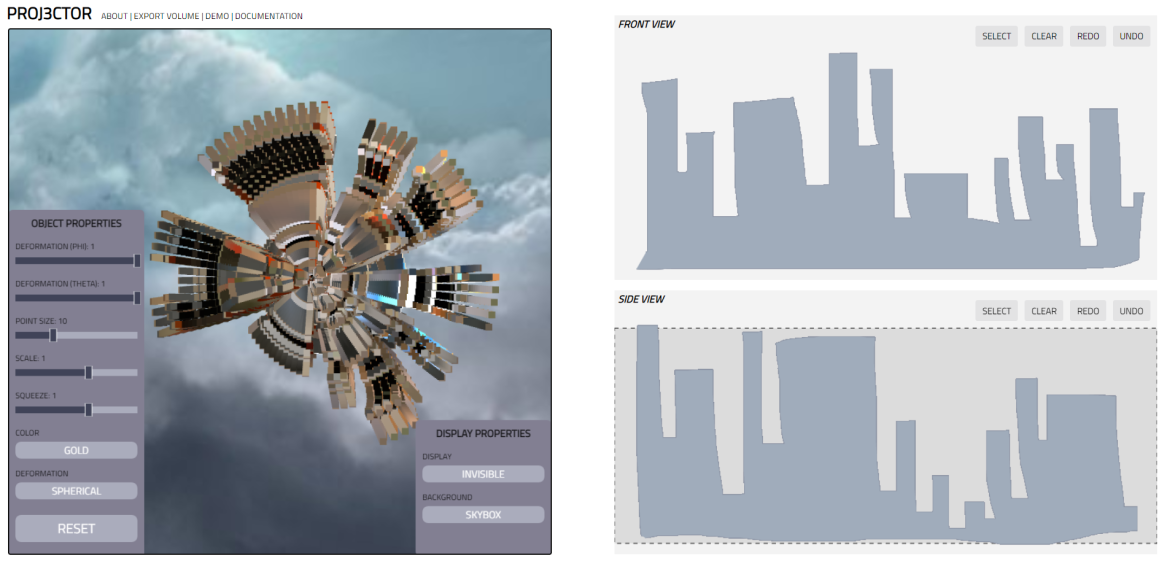 PROJ3CTOR ABOUT | EXPORT VOLUME | DEMO | DOCUMENTATION
OBJECT PROPERTIES
DEFORMATION (PHI): 1
DEFORMATION (THETA): 1
POINT SIZE: 10
SCALE: 1
SQUEEZE: 1
COLOR
GOLD
DEFORMATION
SPHERICAL
RESET
DISPLAY PROPERTIES
DISPLAY
INVISIBLE
BACKGROUND
SKYBOX
FRONT VIEW
SELECT CLEAR REDO UNDO
SIDE VIEW
SELECT CLEAR REDO UNDO